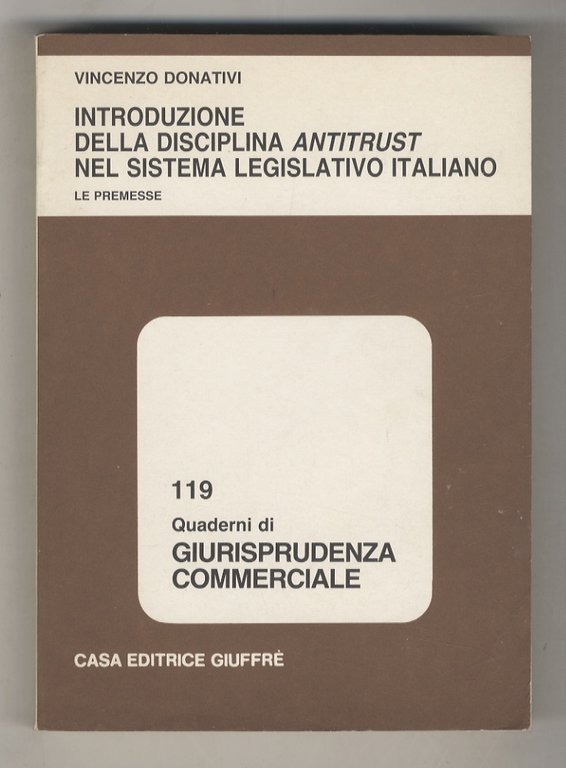 VINCENZO DONATIVI
INTRODUZIONE
DELLA DISCIPLINA ANTITRUST
NEL SISTEMA LEGISLATIVO ITALIANO
LE PREMESSE
119
Quaderni di
GIURISPRUDENZA
COMMERCIALE
CASA EDITRICE GIUFFRÈ